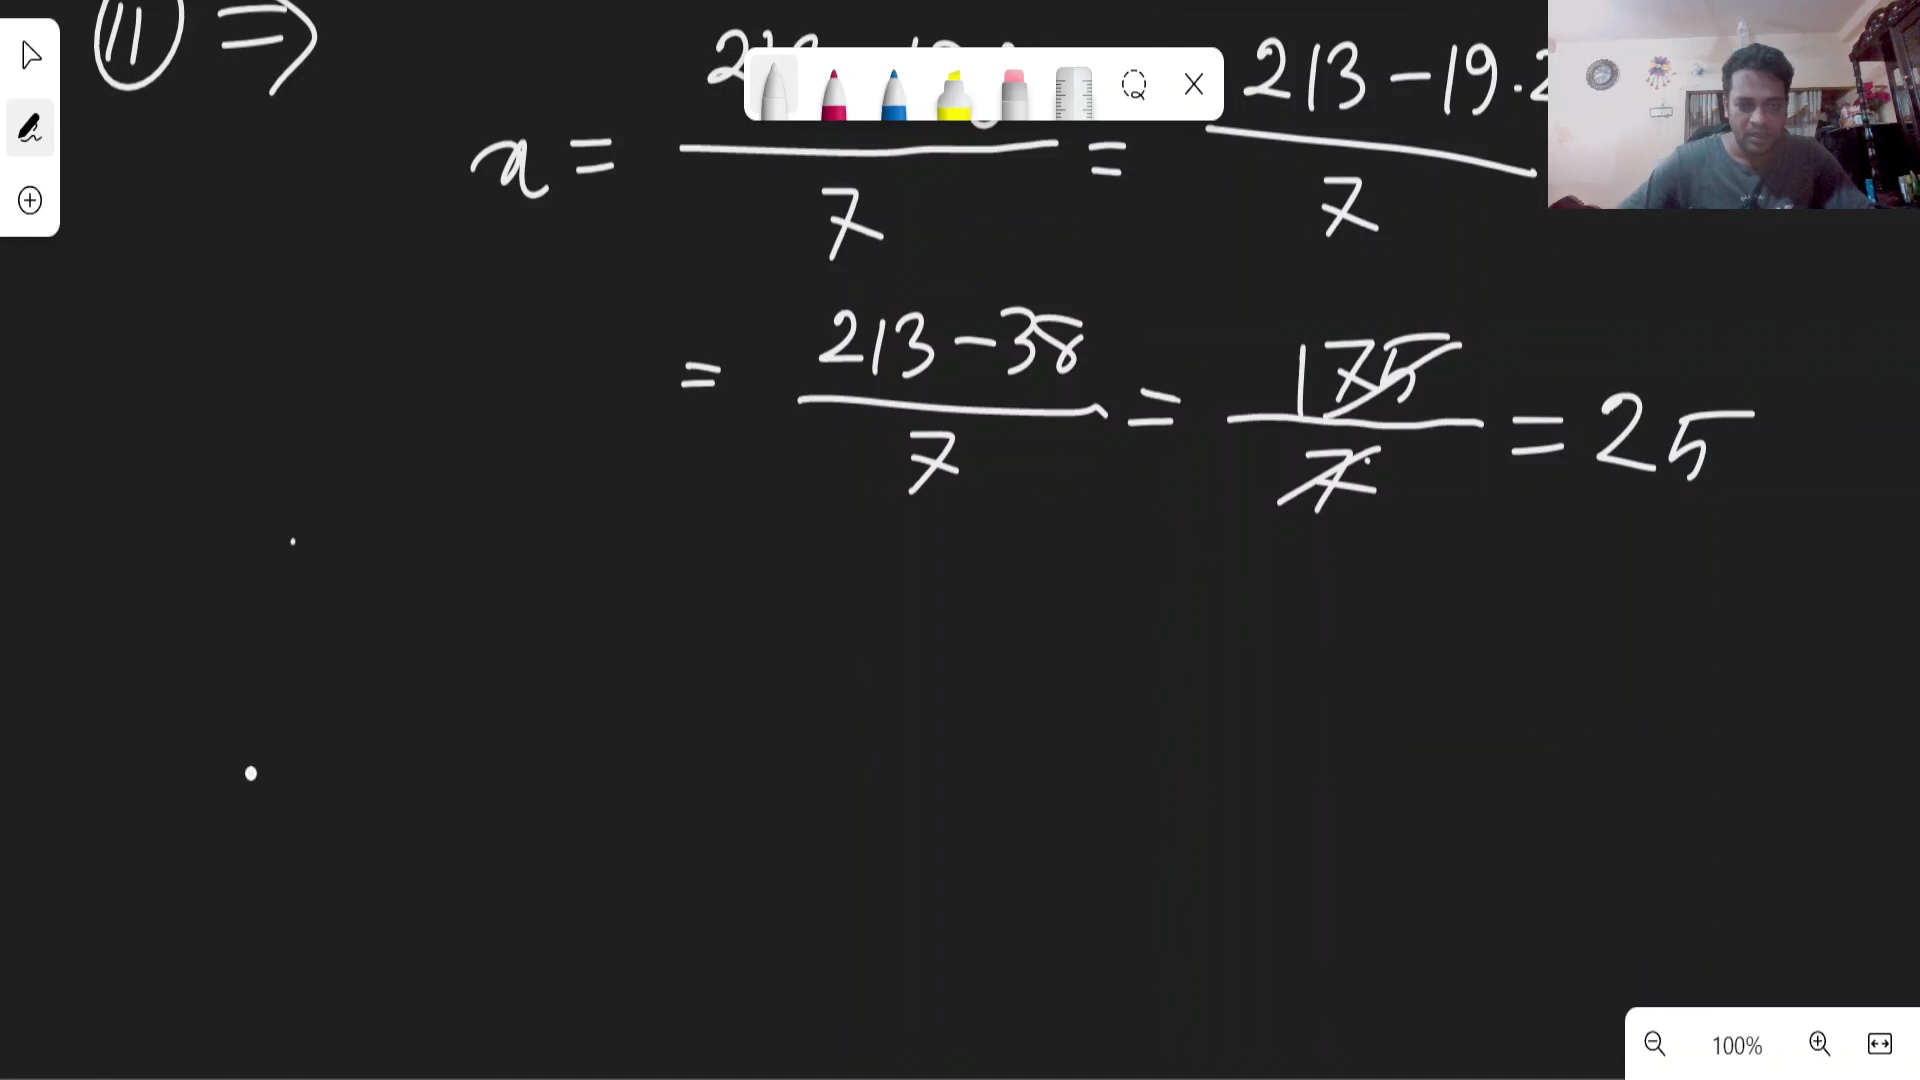 (11) ⇒
x = 7 = 213 - 19.2 / 7
= 213 - 38 / 7 = 175 / 7 = 25
100%